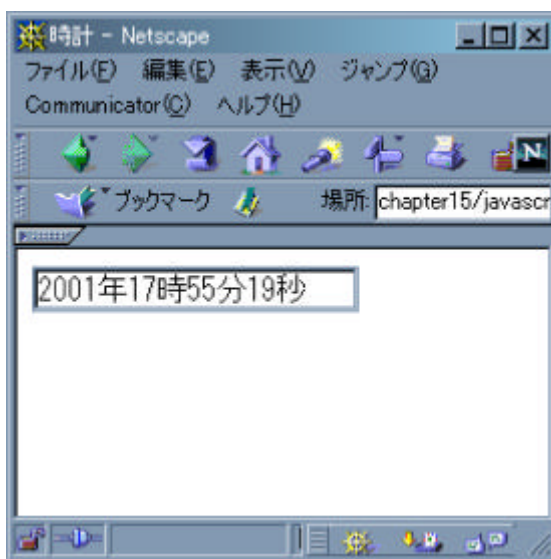 時計 - Netscape
ファイル(F) 編集(E) 表示(V) ジャンプ(G)
Communicator(C) ヘルプ(H)
N
ブックマーク 場所: chapter15/javascr
2001年17時55分19秒